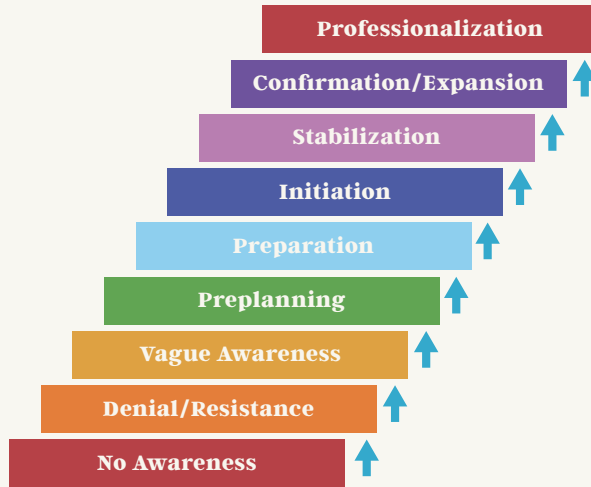 Professionalization
Confirmation/Expansion
Stabilization
Initiation
Preparation
Preplanning
Vague Awareness
Denial/Resistance
No Awareness